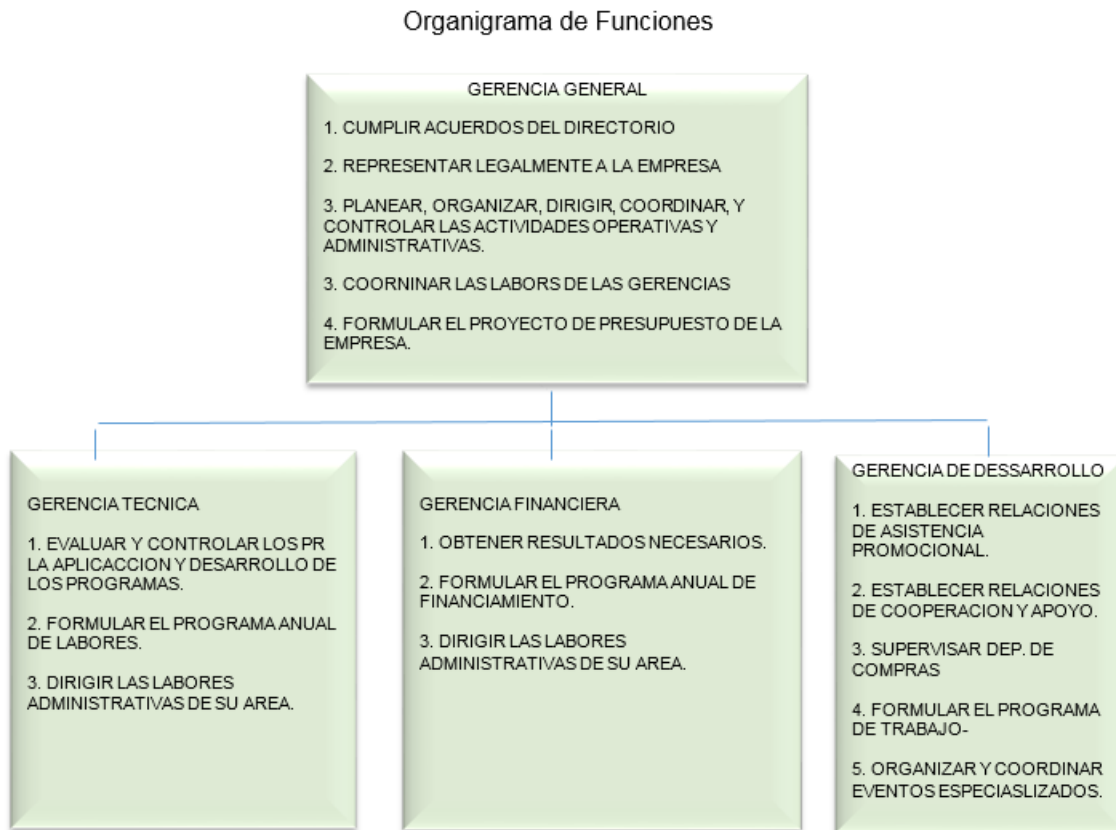 Organigrama de Funciones
GERENCIA GENERAL
1. CUMPLIR ACUERDOS DEL DIRECTORIO
2. REPRESENTAR LEGALMENTE A LA EMPRESA
3. PLANEAR, ORGANIZAR, DIRIGIR, COORDINAR, Y
CONTROLAR LAS ACTIVIDADES OPERATIVAS Y
ADMINISTRATIVAS.
3. COORNINAR LAS LABORS DE LAS GERENCIAS
4. FORMULAR EL PROYECTO DE PRESUPUESTO DE LA
EMPRESA.
GERENCIA TECNICA
1. EVALUAR Y CONTROLAR LOS PR
LA APLICACCION Y DESARROLLO DE
LOS PROGRAMAS.
2. FORMULAR EL PROGRAMA ANUAL
DE LABORES.
3. DIRIGIR LAS LABORES
ADMINISTRATIVAS DE SU AREA.
GERENCIA FINANCIERA
1. OBTENER RESULTADOS NECESARIOS.
2. FORMULAR EL PROGRAMA ANUAL DE
FINANCIAMIENTO.
3. DIRIGIR LAS LABORES
ADMINISTRATIVAS DE SU AREA.
GERENCIA DE DESSARROLLO
1. ESTABLECER RELACIONES
DE ASISTENCIA
PROMOCIONAL.
2. ESTABLECER RELACIONES
DE COOPERACION Y APOYO.
3. SUPERVISAR DEP. DE
COMPRAS
4. FORMULAR EL PROGRAMA
DE TRABAJO-
5. ORGANIZAR Y COORDINAR
EVENTOS ESPECIASLIZADOS.